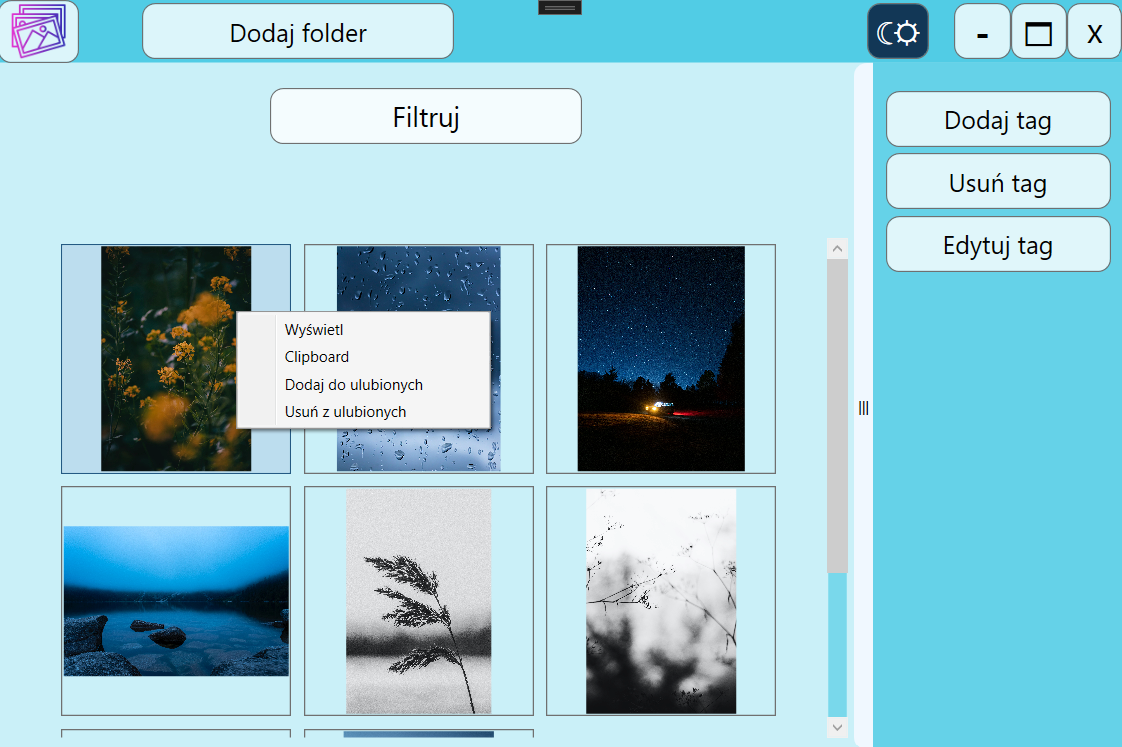 Dodaj folder
-
X
Filtruj
Dodaj tag
Usuń tag
Edytuj tag
Wyświetl
Clipboard
Dodaj do ulubionych
Usuń z ulubionych